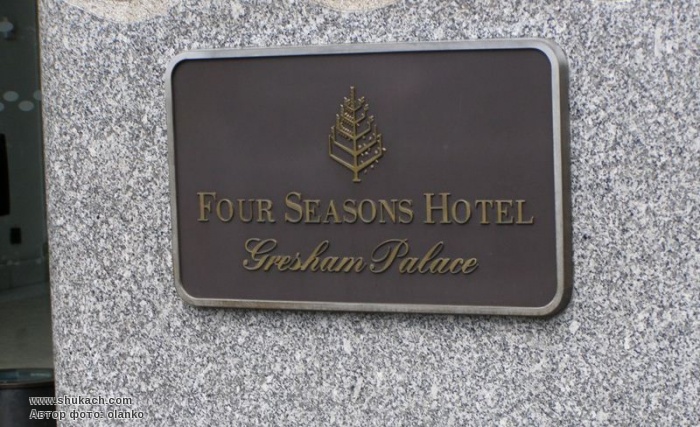 FOUR SEASONS HOTEL
Gresham Palace
www.shukach.com
Автор фото: olanko